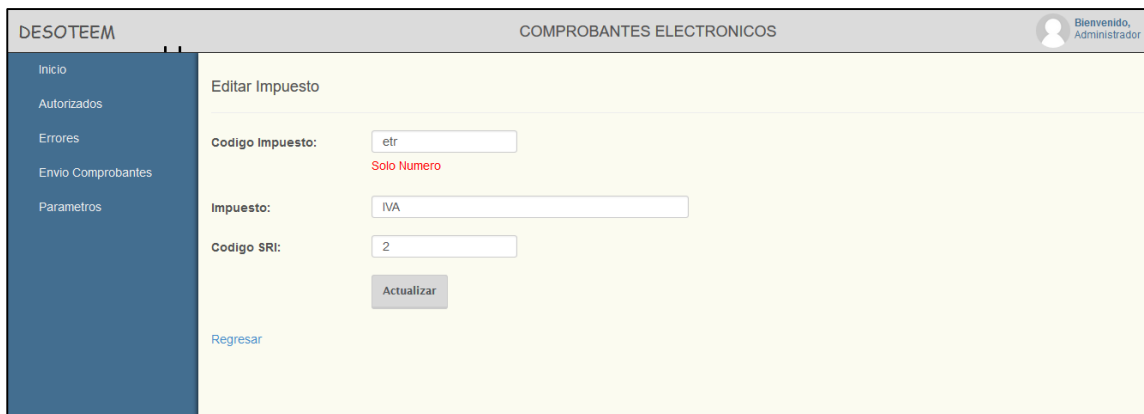 DESOTEEM
COMPROBANTES ELECTRONICOS
Bienvenido,
Administrador
Inicio
Autorizados
Errores
Envio Comprobantes
Parametros
Editar Impuesto
Codigo Impuesto: etr
Solo Numero
Impuesto: IVA
Codigo SRI: 2
Actualizar
Regresar